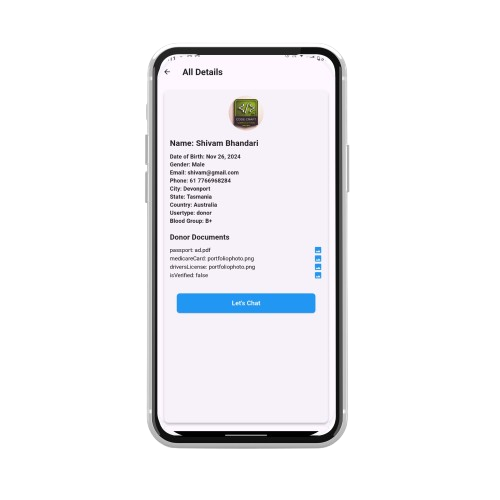 All Details
Name: Shivam Bhandari
Date of Birth: Nov 26, 2024
Gender: Male
Email: shivam@gmail.com
Phone: 61 7766968284
City: Devonport
State: Tasmania
Country: Australia
Usertype: donor
Blood Group: B+
Donor Documents
passport: ad.pdf
medicareCard: portfoliophoto.png
driversLicense: portfoliophoto.png
isVerified: false
Let's Chat